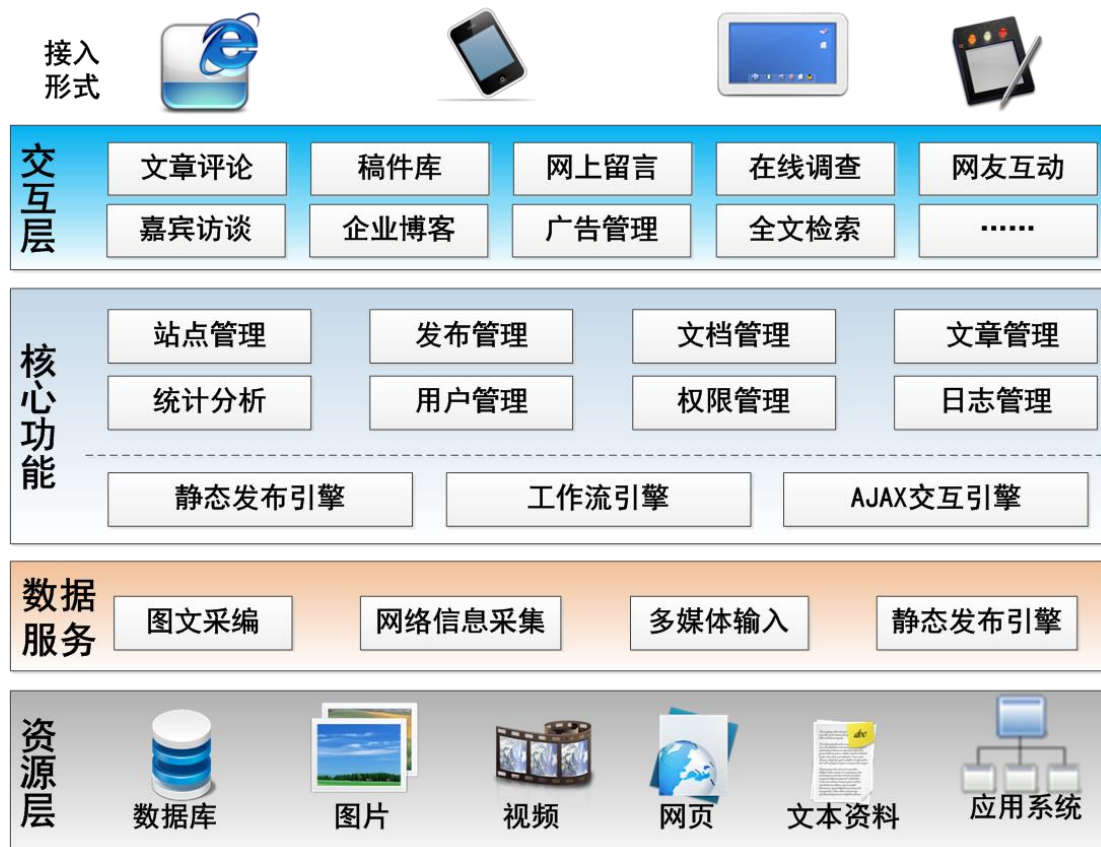 接入
形式
交互层
文章评论 稿件库 网上留言 在线调查 网友互动
嘉宾访谈 企业博客 广告管理 全文检索 ……
核心功能
站点管理 发布管理 文档管理 文章管理
统计分析 用户管理 权限管理 日志管理
静态发布引擎 工作流引擎 AJAX交互引擎
数据
服务
图文采编 网络信息采集 多媒体输入 静态发布引擎
资源层
doc
数据库 图片 视频 网页 文本资料 应用系统